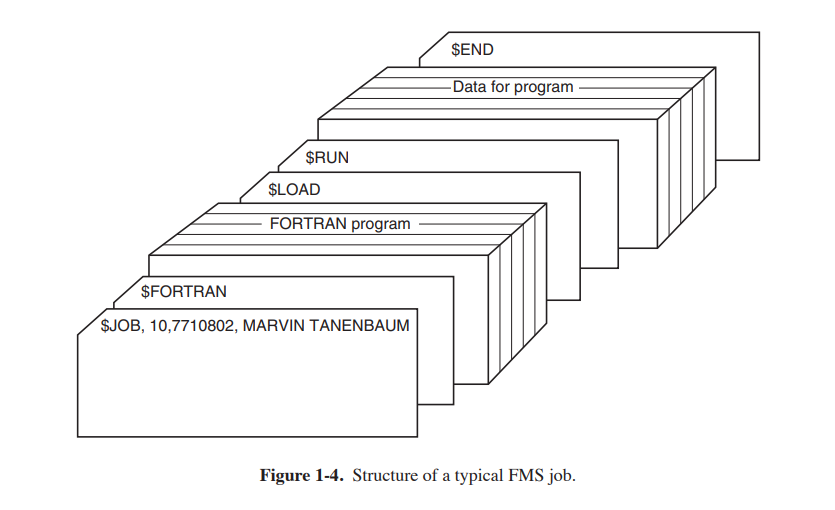 $END
Data for program
$RUN
$LOAD
FORTRAN program
$FORTRAN
$JOB, 10,7710802, MARVIN TANENBAUM
Figure 1-4. Structure of a typical FMS job.